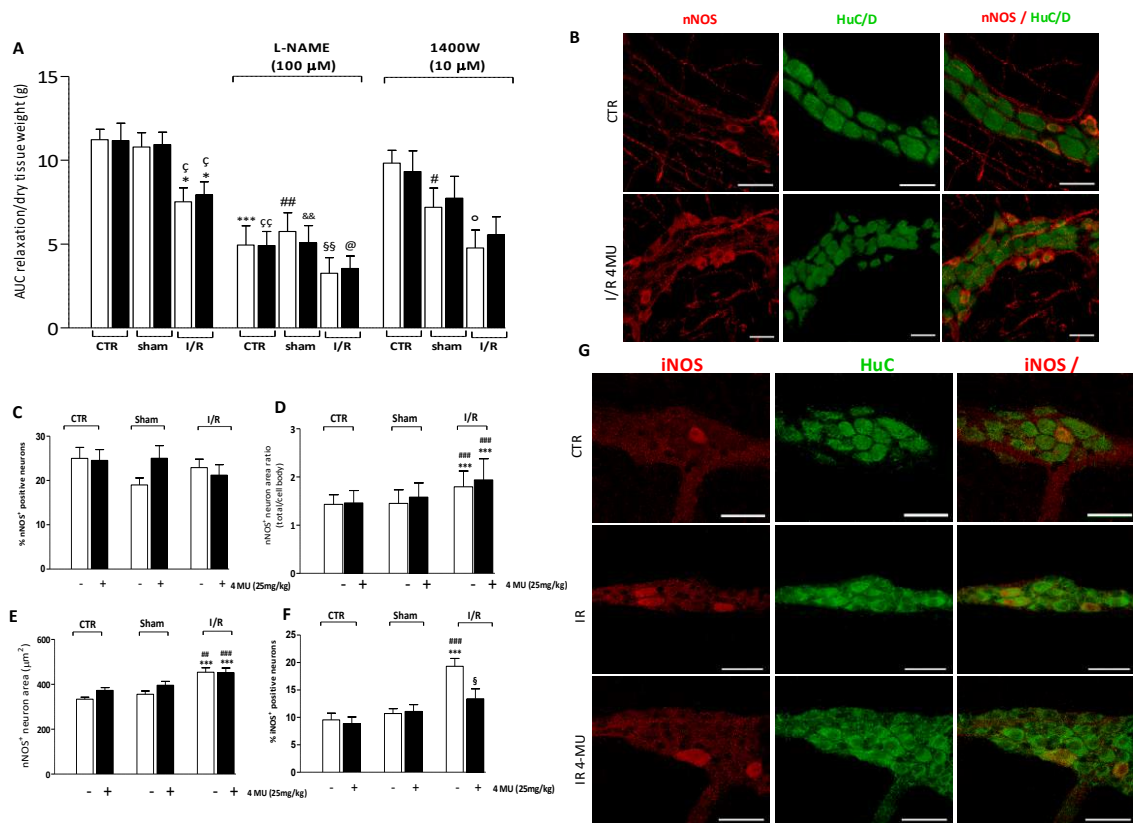 A
L-NAME
(100 µM)
1400W
(10 µM)
AUC relaxation/dry tissue weight (g)
15
10
5
0
ç
*
ç
*
***
çç
##
&&
§§
@
#
o
CTR
sham
I/R
CTR
sham
I/R
CTR
sham
I/R
B
nNOS
HuC/D
nNOS / HuC/D
CTR
I/R 4MU
C
CTR
Sham
I/R
% nNOS+ positive neurons
30
20
10
0
- + - + - + 4 MU (25mg/kg)
D
CTR
Sham
I/R
nNOS+ neuron area ratio
(total/cell body)
3
2
1
0
###
***
###
***
- + - + - + 4 MU (25mg/kg)
E
CTR
Sham
I/R
nNOS+ neuron area (µm2)
600
400
200
0
##
***
###
***
- + - + - + 4 MU (25mg/kg)
F
CTR
Sham
I/R
% iNOS+ positive neurons
25
20
15
10
5
0
###
***
§
- + - + - + 4 MU (25mg/kg)
G
iNOS
HuC
iNOS /
CTR
IR
IR 4-MU